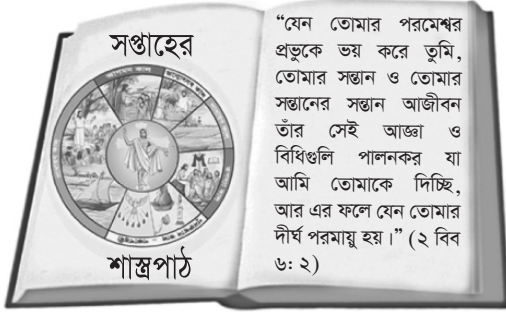 সপ্তাহের
শাস্ত্রপাঠ
“যেন তোমার পরমেশ্বর
প্রভুকে ভয় করে তুমি,
তোমার সন্তান ও তোমার
সন্তানের সন্তান আজীবন
তাঁর সেই আজ্ঞা ও
বিধিগুলি পালনকর যা
আমি তোমাকে দিচ্ছি,
আর এর ফলে যেন তোমার
দীর্ঘ পরমায়ু হয়।” (২ বিব
৬: ২)